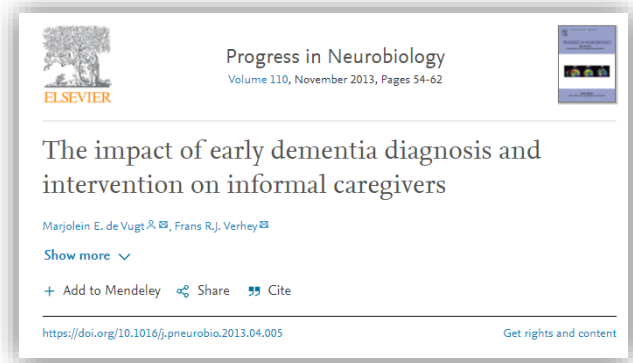 ELSEVIER
Progress in Neurobiology
Volume 110, November 2013, Pages 54-62
The impact of early dementia diagnosis and
intervention on informal caregivers
Marjolein E. de Vugt, Frans R.J. Verhey
Show more
+ Add to Mendeley Share Cite
https://doi.org/10.1016/j.pneurobio.2013.04.005 Get rights and content